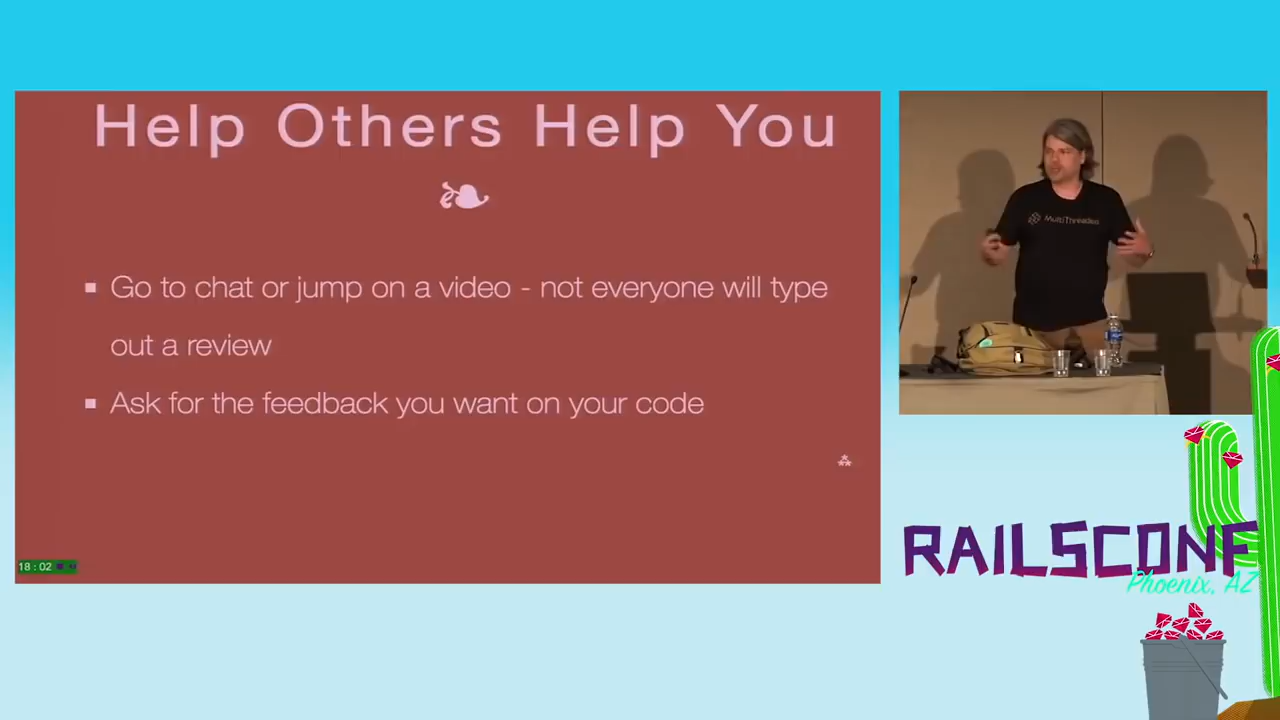 Help Others Help You
Go to chat or jump on a video - not everyone will type
out a review
Ask for the feedback you want on your code
18:02
MultiThreaded
RAILSCONF
Phoenix, AZ